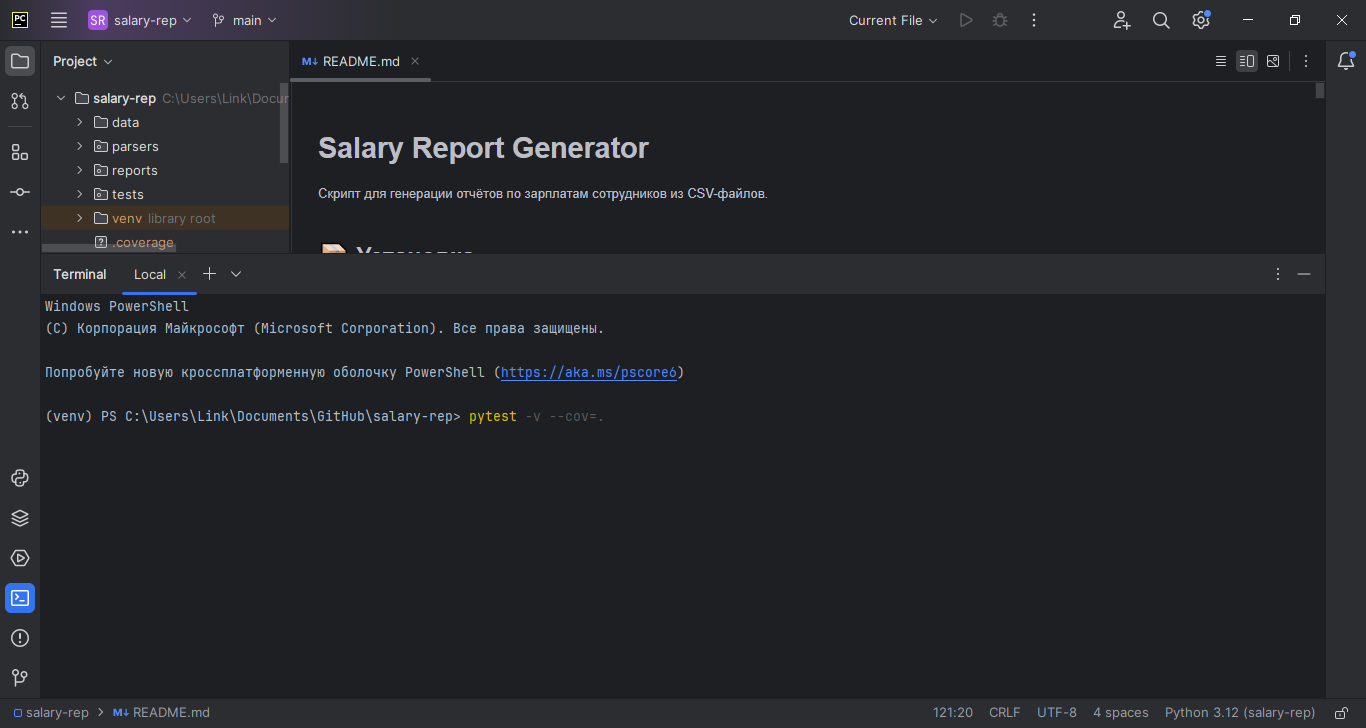 PC SR salary-rep main Current File
Project
M↓ README.md
salary-rep C:\Users\Link\Docur
data
parsers
reports
tests
venv library root
.coverage
Salary Report Generator
Скрипт для генерации отчётов по зарплатам сотрудников из CSV-файлов.
Установка
Terminal Local
Windows PowerShell
(C) Корпорация Майкрософт (Microsoft Corporation). Все права защищены.
Попробуйте новую кроссплатформенную оболочку PowerShell (https://aka.ms/pscore6)
(venv) PS C:\Users\Link\Documents\GitHub\salary-rep> pytest -v --cov=.
salary-rep > M↓ README.md 121:20 CRLF UTF-8 4 spaces Python 3.12 (salary-rep)